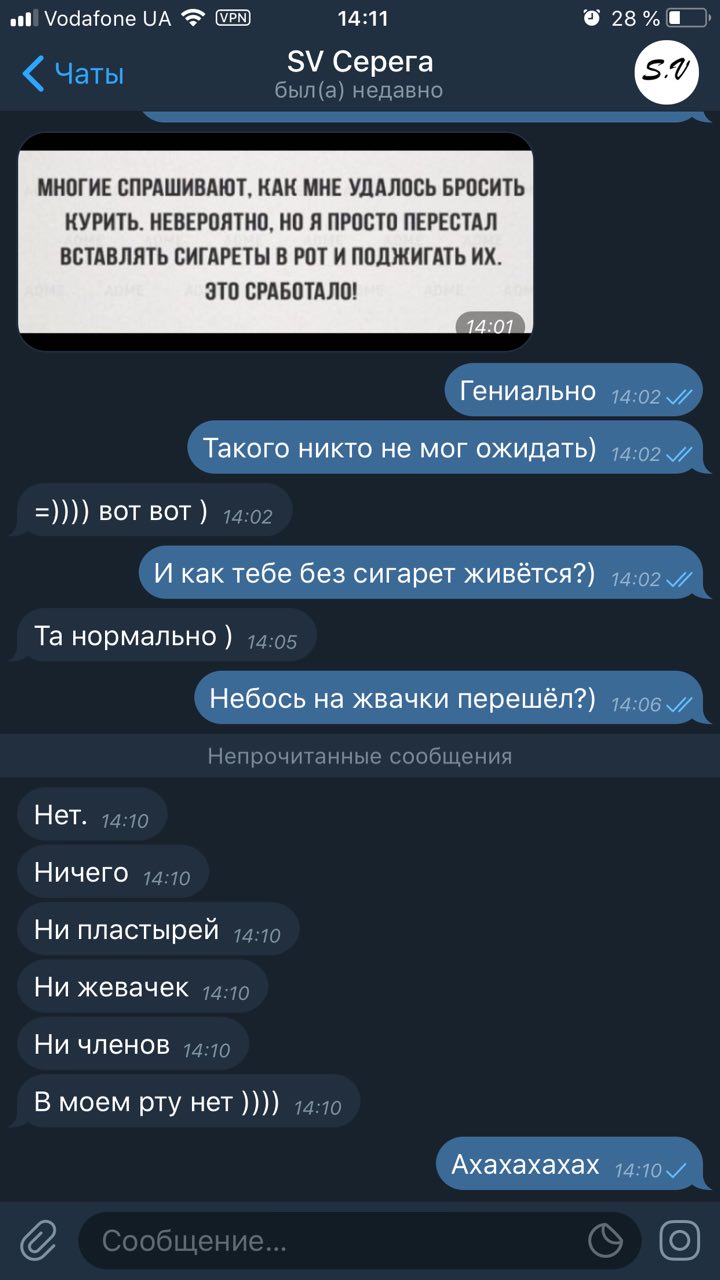 Vodafone UA VPN 14:11 28 %
Чаты
SV Серега
был(а) недавно
S.V
МНОГИЕ СПРАШИВАЮТ, КАК МНЕ УДАЛОСЬ БРОСИТЬ
КУРИТЬ. НЕВЕРОЯТНО, НО Я ПРОСТО ПЕРЕСТАЛ
ВСТАВЛЯТЬ СИГАРЕТЫ В РОТ И ПОДЖИГАТЬ ИХ.
ЭТО СРАБОТАЛО!
ADME ADME ADME ADME
14:01
Гениально 14:02
Такого никто не мог ожидать) 14:02
=)))) вот вот ) 14:02
И как тебе без сигарет живётся?) 14:02
Та нормально ) 14:05
Небось на жвачки перешёл?) 14:06
Непрочитанные сообщения
Нет. 14:10
Ничего 14:10
Ни пластырей 14:10
Ни жевачек 14:10
Ни членов 14:10
В моем рту нет )))) 14:10
Ахахахахах 14:10
Сообщение...